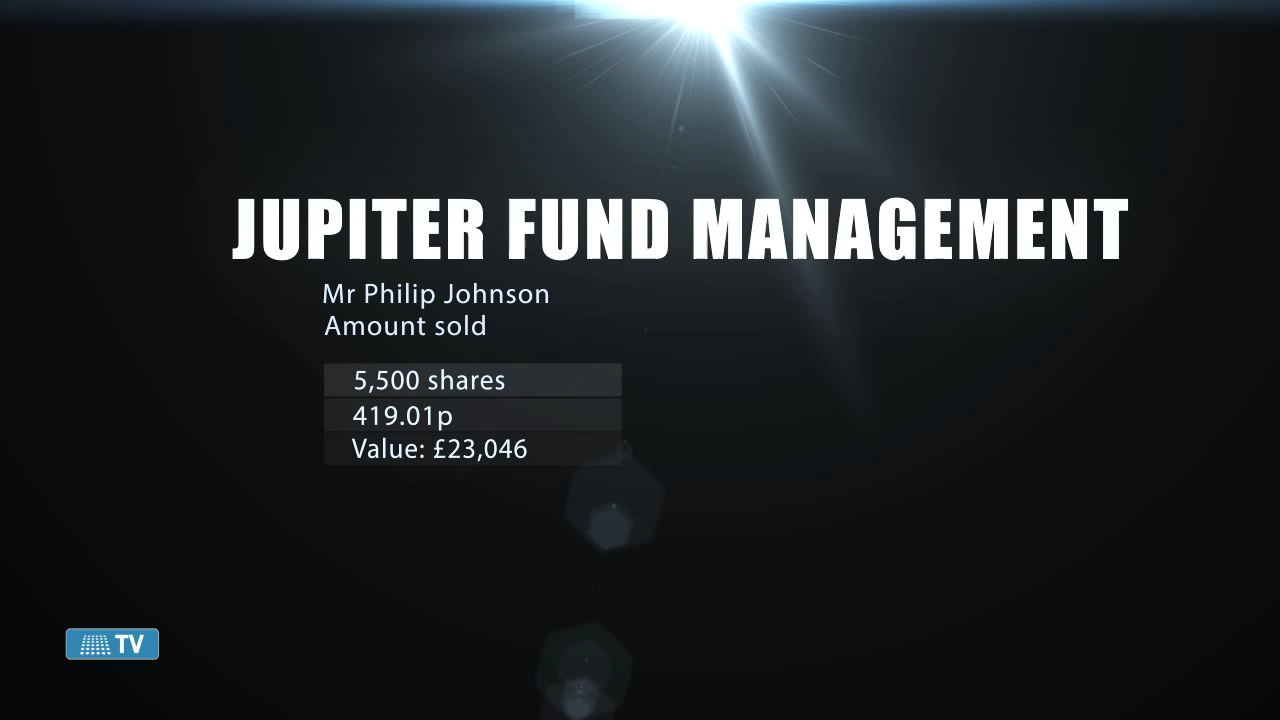 JUPITER FUND MANAGEMENT
Mr Philip Johnson
Amount sold
5,500 shares
419.01p
Value: £23,046
TV